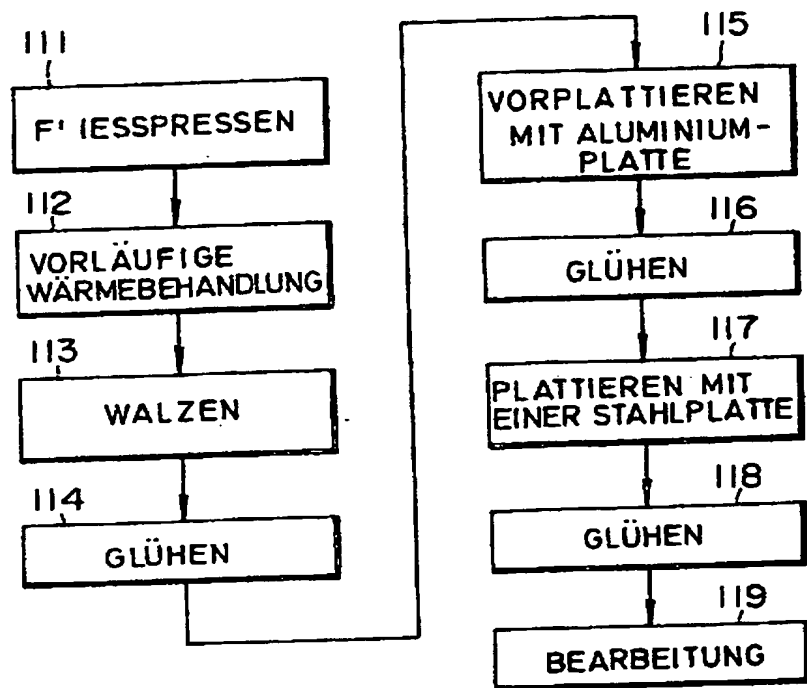 111
F'IESSPRESSEN
112
VORLÄUFIGE
WÄRMEBEHANDLUNG
113
WALZEN
114
GLÜHEN
115
VORPLATTIEREN
MIT ALUMINIUM-
PLATTE
116
GLÜHEN
117
PLATTIEREN MIT
EINER STAHLPLATTE
118
GLÜHEN
119
BEARBEITUNG